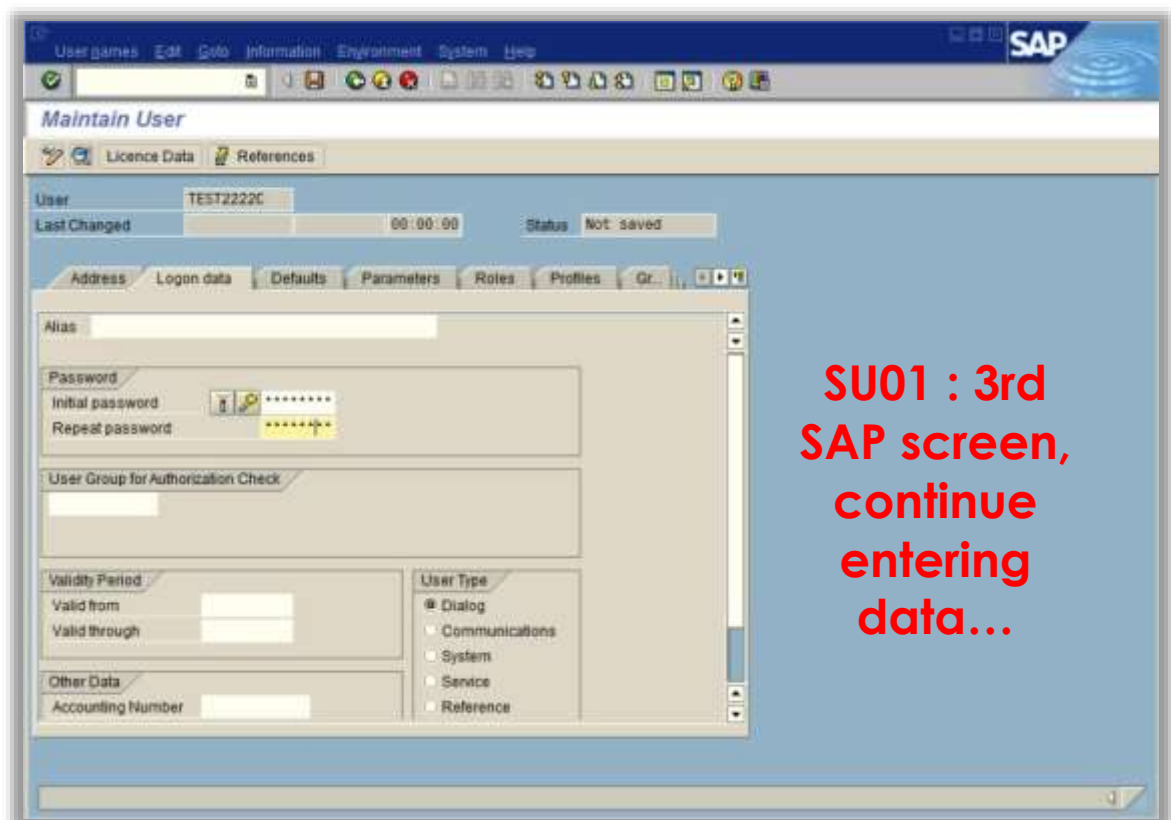 User names Edit Goto Information Environment System Help
SAP
Maintain User
Licence Data References
User TEST2222C
Last Changed 00:00:00 Status Not saved
Address Logon data Defaults Parameters Roles Profiles Gr...
Alias
Password
Initial password ********
Repeat password ********
User Group for Authorization Check
Validity Period User Type
Valid from Dialog
Valid through Communications
System
Other Data Service
Accounting Number Reference
SU01 : 3rd
SAP screen,
continue
entering
data…